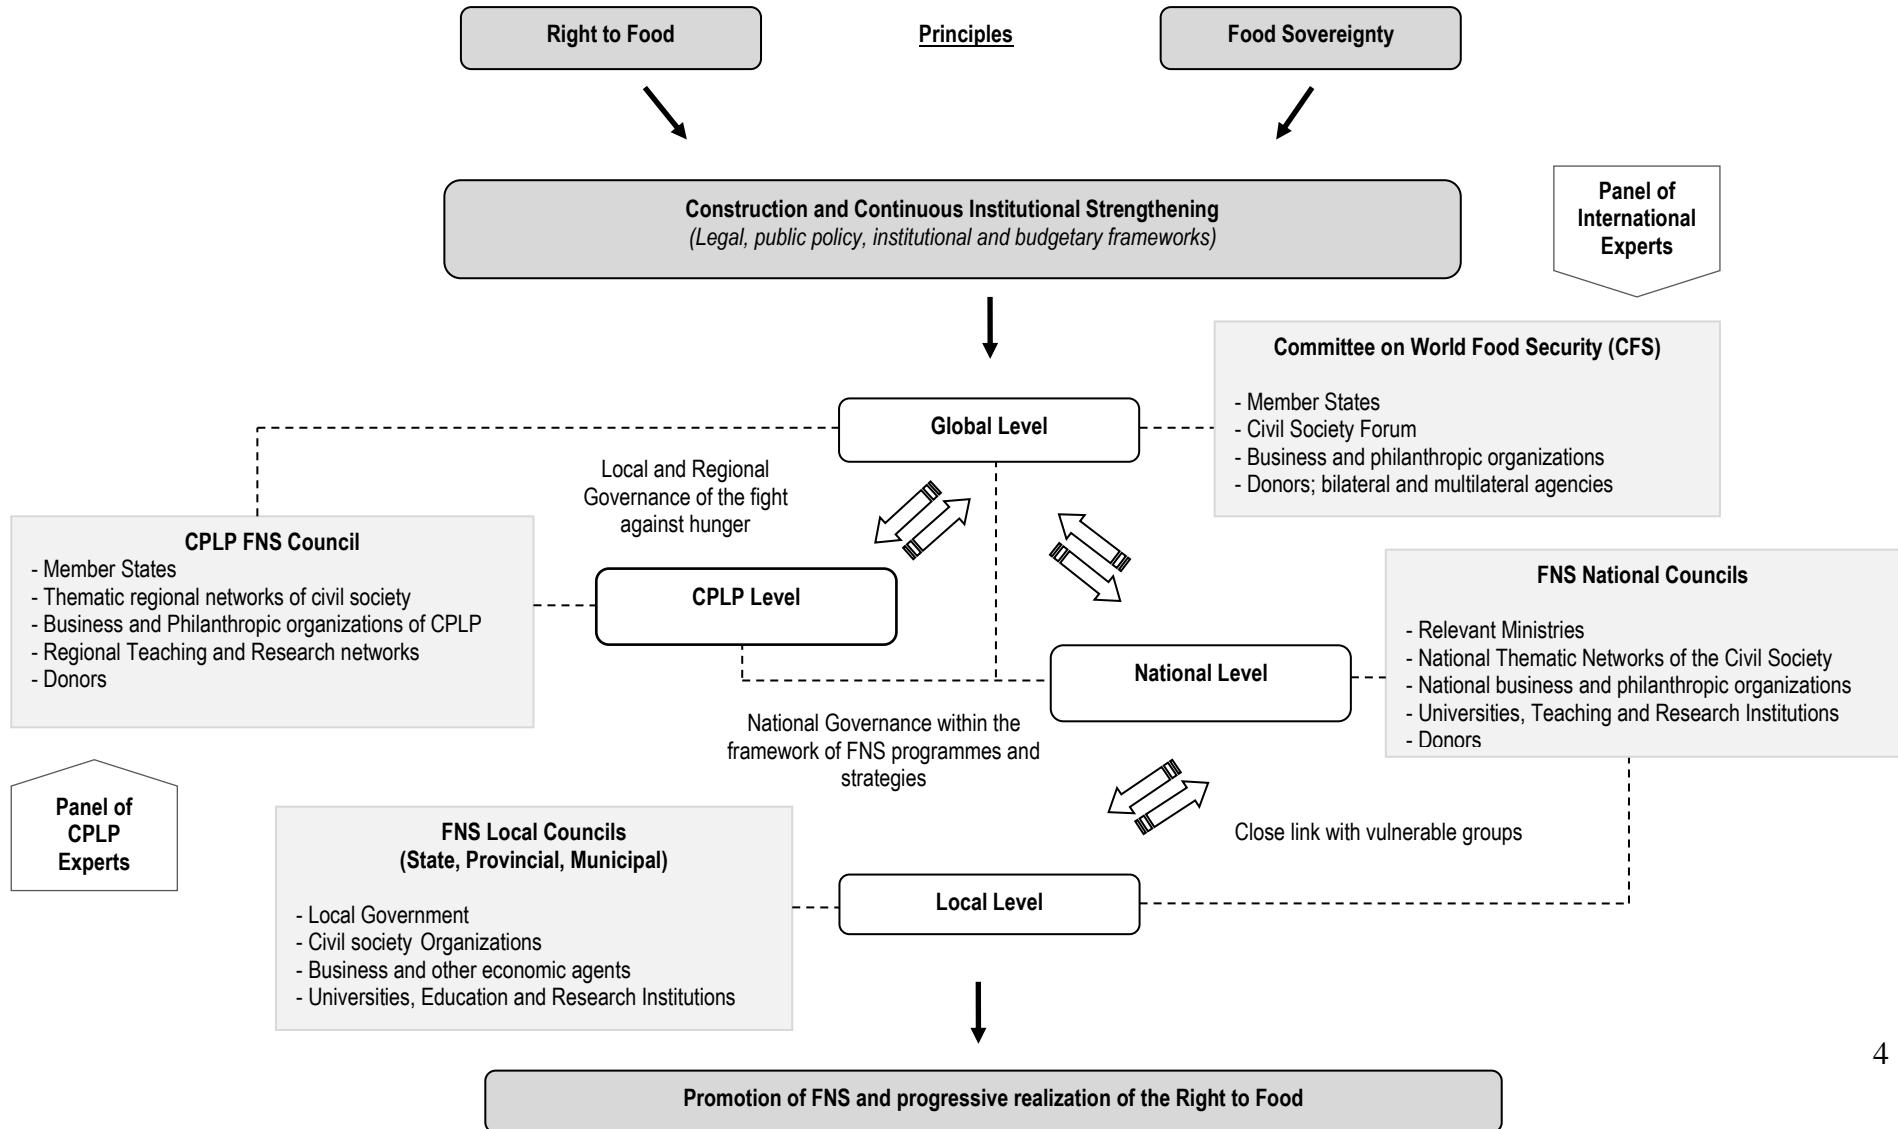 Right to Food
Principles
Food Sovereignty
Construction and Continuous Institutional Strengthening
(Legal, public policy, institutional and budgetary frameworks)
Panel of
International
Experts
Committee on World Food Security (CFS)
- Member States
- Civil Society Forum
- Business and philanthropic organizations
- Donors; bilateral and multilateral agencies
Global Level
Local and Regional
Governance of the fight
against hunger
CPLP FNS Council
- Member States
- Thematic regional networks of civil society
- Business and Philanthropic organizations of CPLP
- Regional Teaching and Research networks
- Donors
CPLP Level
FNS National Councils
- Relevant Ministries
- National Thematic Networks of the Civil Society
- National business and philanthropic organizations
- Universities, Teaching and Research Institutions
- Donors
National Level
National Governance within the
framework of FNS programmes and
strategies
Panel of
CPLP
Experts
FNS Local Councils
(State, Provincial, Municipal)
- Local Government
- Civil society Organizations
- Business and other economic agents
- Universities, Education and Research Institutions
Close link with vulnerable groups
Local Level
4
Promotion of FNS and progressive realization of the Right to Food